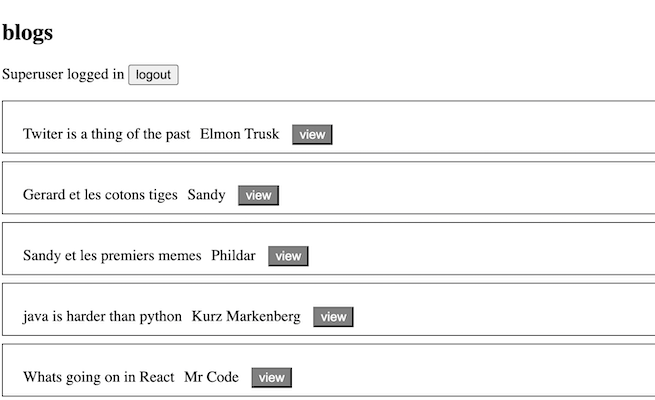 blogs
Superuser logged in logout
Twiter is a thing of the past Elmon Trusk view
Gerard et les cotons tiges Sandy view
Sandy et les premiers memes Phildar view
java is harder than python Kurz Markenberg view
Whats going on in React Mr Code view